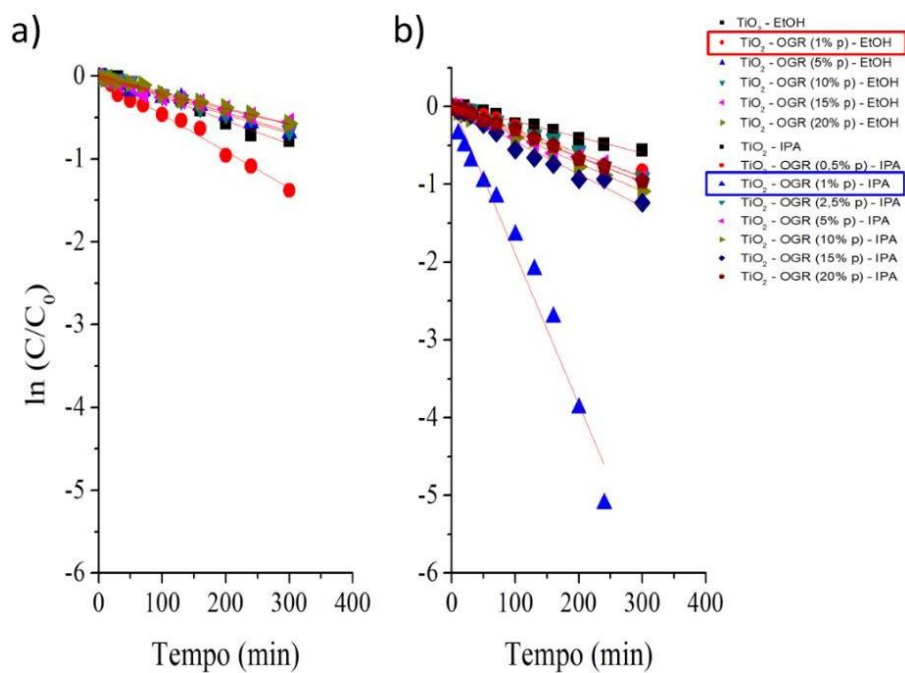 a)
b)
TiO2 - EtOH
TiO2 - OGR (1% p) - EtOH
TiO2 - OGR (5% p) - EtOH
TiO2 - OGR (10% p) - EtOH
TiO2 - OGR (15% p) - EtOH
TiO2 - OGR (20% p) - EtOH
TiO2 - IPA
TiO2 - OGR (0,5% p) - IPA
TiO2 - OGR (1% p) - IPA
TiO2 - OGR (2,5% p) - IPA
TiO2 - OGR (5% p) - IPA
TiO2 - OGR (10% p) - IPA
TiO2 - OGR (15% p) - IPA
TiO2 - OGR (20% p) - IPA
ln (C/C0)
0
-1
-2
-3
-4
-5
-6
0 100 200 300 400
Tempo (min)
0
-1
-2
-3
-4
-5
-6
0 100 200 300 400
Tempo (min)